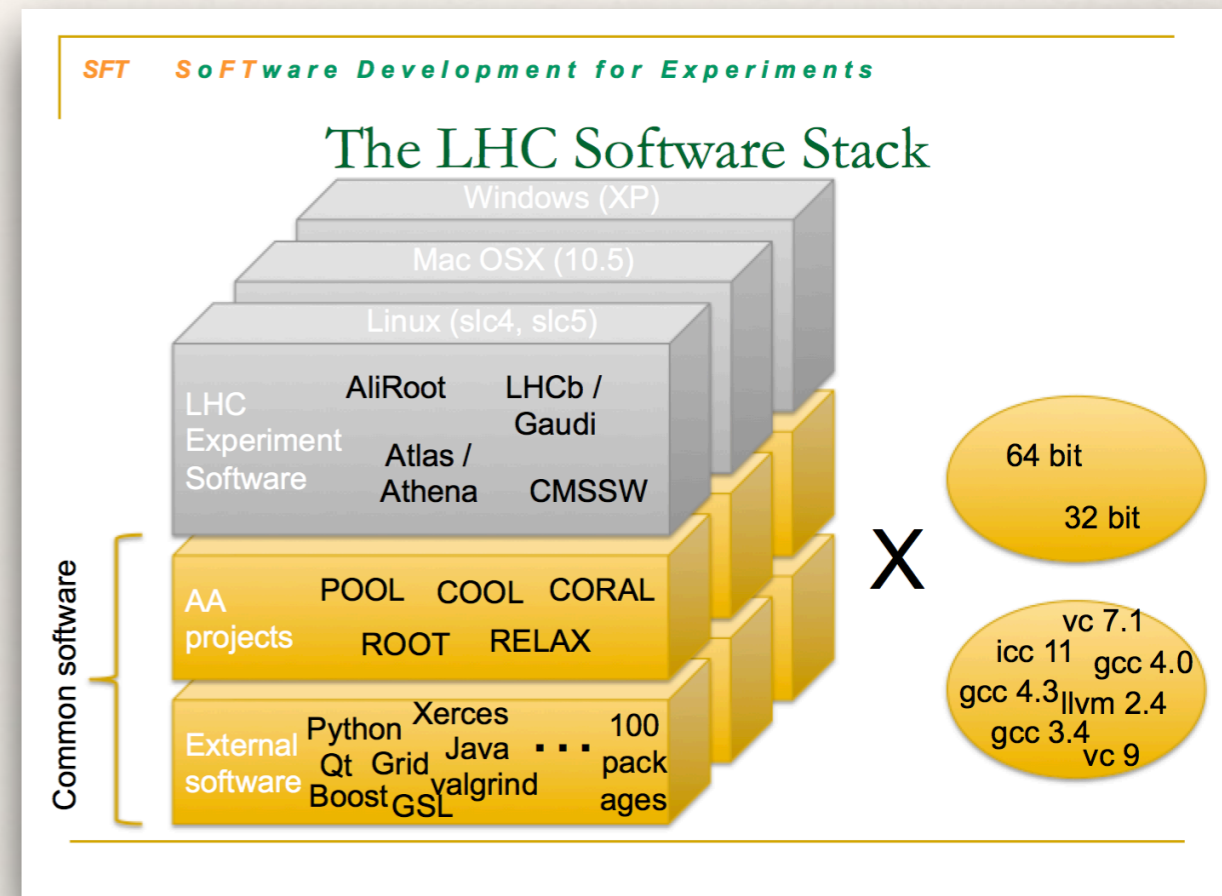 SFT SoFTware Development for Experiments
The LHC Software Stack
Windows (XP)
Mac OSX (10.5)
Linux (slc4, slc5)
LHC
Experiment
Software
AliRoot
LHCb /
Gaudi
Atlas /
Athena
CMSSW
Common software
AA
projects
POOL
COOL
CORAL
ROOT
RELAX
External
software
Python
Xerces
Qt
Grid
Java
Boost
GSL
valgrind
...
100
pack
ages
X
64 bit
32 bit
vc 7.1
icc 11
gcc 4.0
gcc 4.3
llvm 2.4
gcc 3.4
vc 9